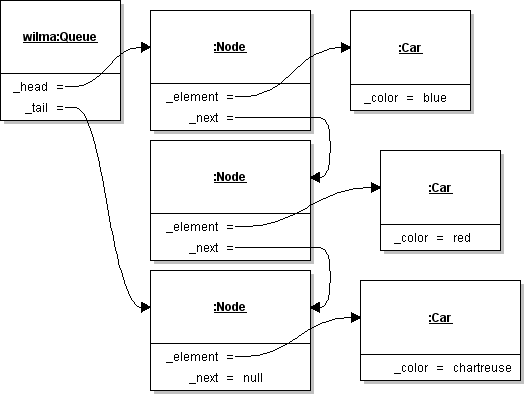 wilma:Queue
_head =
_tail =
:Node
_element =
_next =
:Car
_color = blue
:Node
_element =
_next =
:Car
_color = red
:Node
_element =
_next = null
:Car
_color = chartreuse